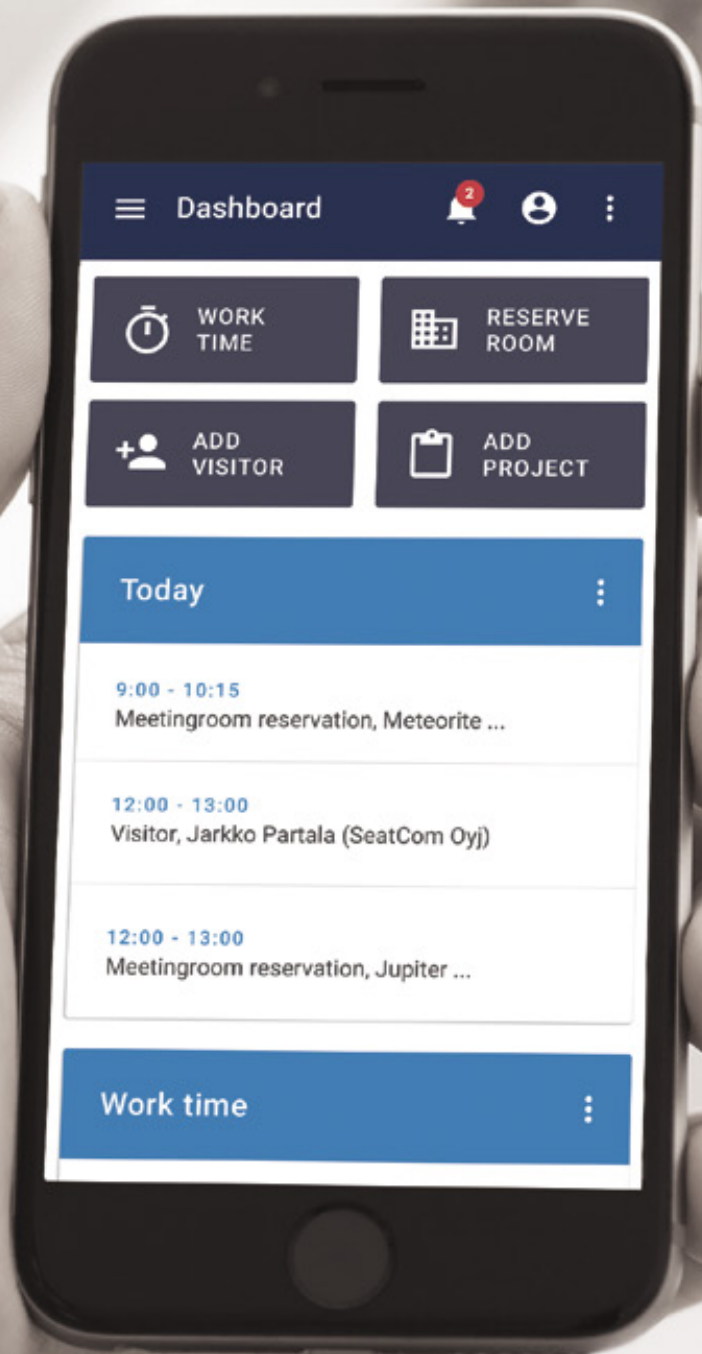 Dashboard
2
WORK
TIME
RESERVE
ROOM
ADD
VISITOR
ADD
PROJECT
Today
9:00 - 10:15
Meetingroom reservation, Meteorite ...
12:00 - 13:00
Visitor, Jarkko Partala (SeatCom Oyj)
12:00 - 13:00
Meetingroom reservation, Jupiter ...
Work time